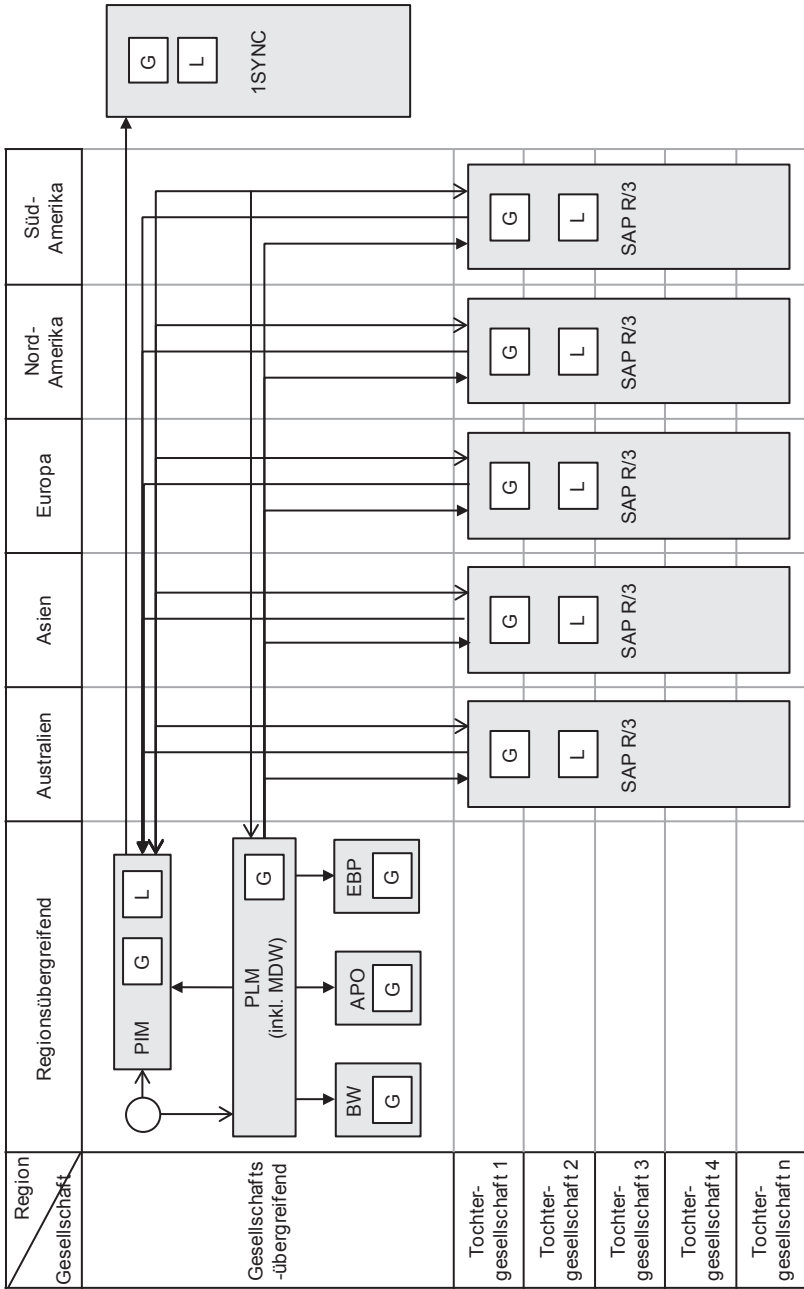 Region
Gesellschaft
Regionsübergreifend
Australien
Asien
Europa
Nord-
Amerika
Süd-
Amerika
Gesellschafts
-übergreifend
PIM
G
L
PLM
(inkl. MDW)
G
BW
G
APO
G
EBP
G
G
L
1SYNC
Tochter-
gesellschaft 1
Tochter-
gesellschaft 2
Tochter-
gesellschaft 3
Tochter-
gesellschaft 4
Tochter-
gesellschaft n
G
L
SAP R/3
G
L
SAP R/3
G
L
SAP R/3
G
L
SAP R/3
G
L
SAP R/3